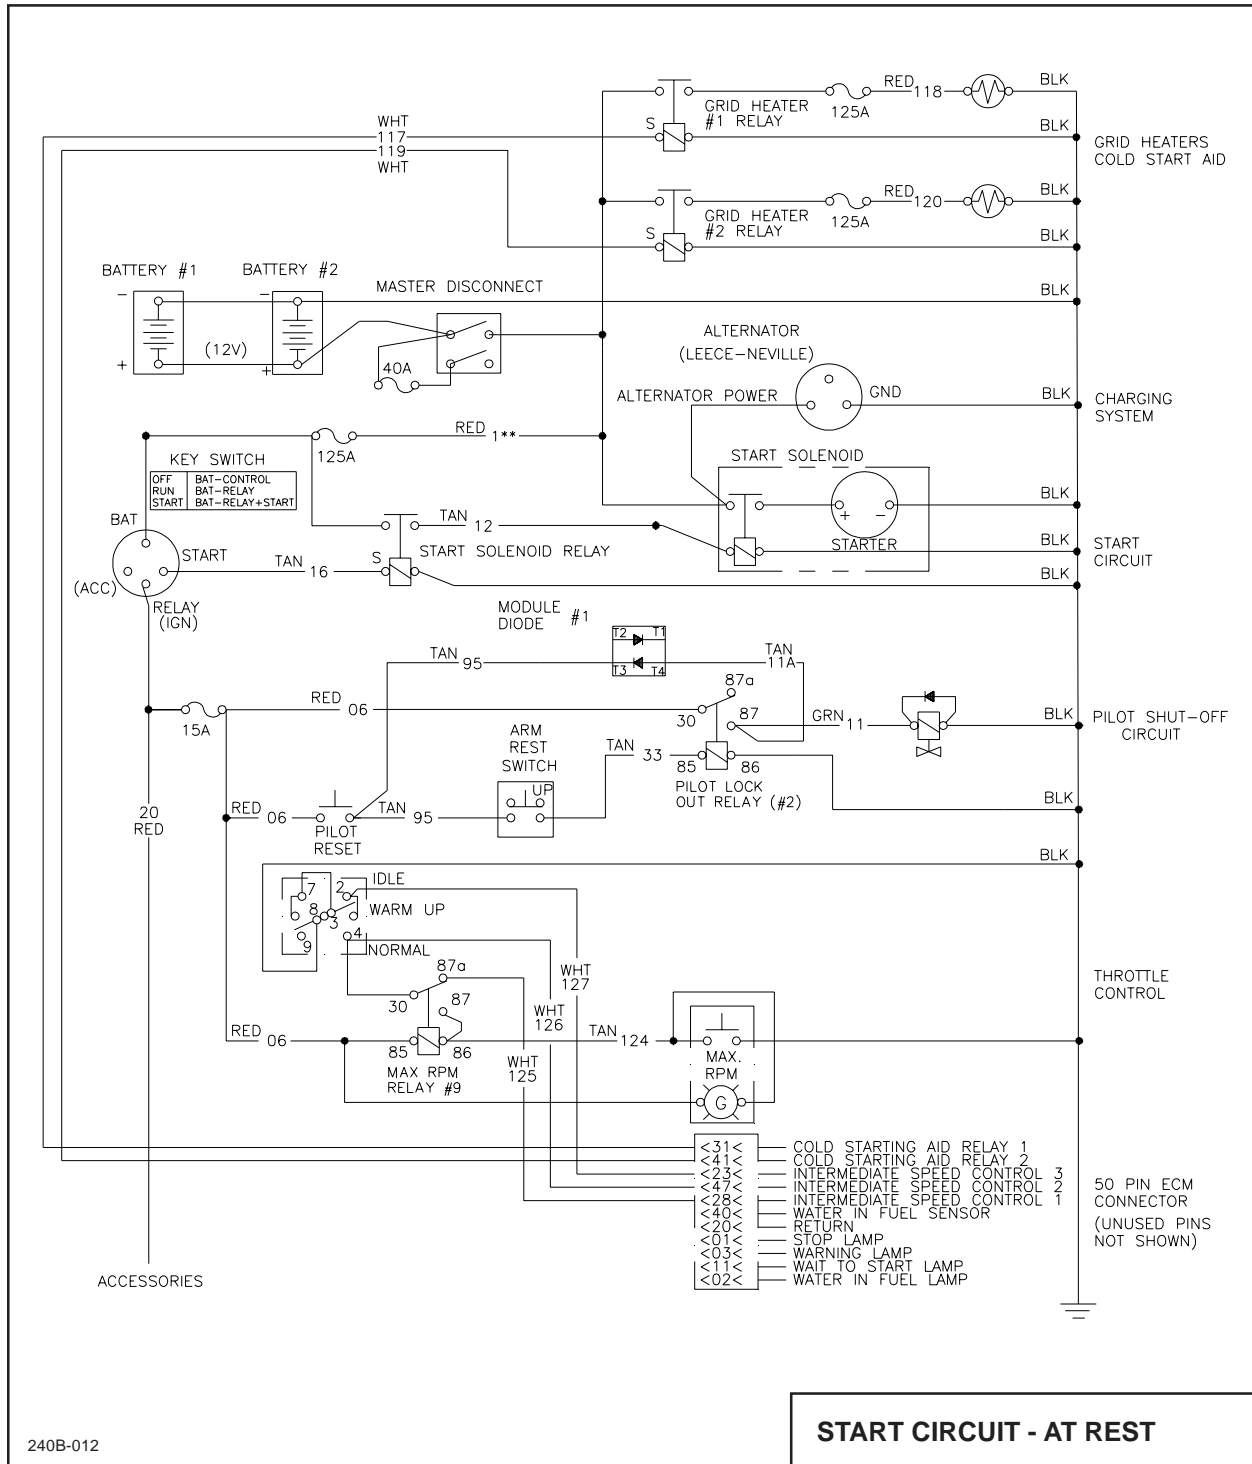 RED 118
BLK
GRID HEATER
#1 RELAY
125A
WHT
117
119
WHT
S
BLK
GRID HEATERS
COLD START AID
RED 120
BLK
GRID HEATER
#2 RELAY
125A
S
BLK
BATTERY #1
BATTERY #2
MASTER DISCONNECT
BLK
-
-
(12V)
+
+
40A
ALTERNATOR
(LEECE-NEVILLE)
ALTERNATOR POWER
GND
BLK
CHARGING
SYSTEM
RED 1**
125A
KEY SWITCH
OFF BAT-CONTROL
RUN BAT-RELAY
START BAT-RELAY+START
START SOLENOID
BLK
+ -
STARTER
BAT
START
(ACC)
RELAY
(IGN)
TAN 12
START SOLENOID RELAY
TAN 16
S
BLK
START
CIRCUIT
BLK
MODULE #1
DIODE
T2 T1
T3 T4
TAN 95
TAN
11A
87a
RED 06
30
87
GRN 11
BLK
PILOT SHUT-OFF
CIRCUIT
15A
ARM
REST
SWITCH
UP
TAN 33
85
86
PILOT LOCK
OUT RELAY (#2)
BLK
20
RED
RED 06
TAN 95
PILOT
RESET
BLK
7
2
IDLE
8
3
WARM UP
9
4
NORMAL
87a
30
87
WHT
127
WHT
126
WHT
125
THROTTLE
CONTROL
RED 06
85
86
TAN 124
MAX RPM
RELAY #9
MAX.
RPM
G
<31< COLD STARTING AID RELAY 1
<41< COLD STARTING AID RELAY 2
<23< INTERMEDIATE SPEED CONTROL 3
<47< INTERMEDIATE SPEED CONTROL 2
<28< INTERMEDIATE SPEED CONTROL 1
<40< WATER IN FUEL SENSOR
<20< RETURN
<01< STOP LAMP
<03< WARNING LAMP
<11< WAIT TO START LAMP
<02< WATER IN FUEL LAMP
50 PIN ECM
CONNECTOR
(UNUSED PINS
NOT SHOWN)
ACCESSORIES
240B-012
START CIRCUIT - AT REST